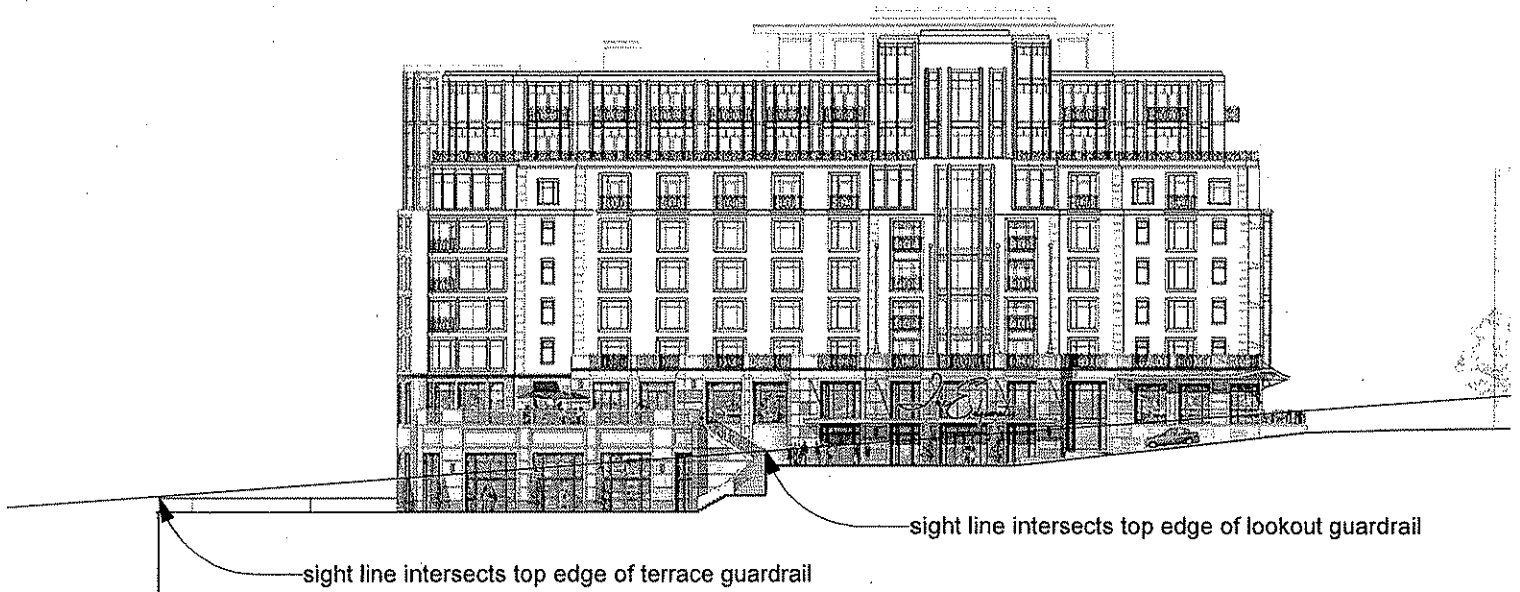 sight line intersects top edge of lookout guardrail
sight line intersects top edge of terrace guardrail